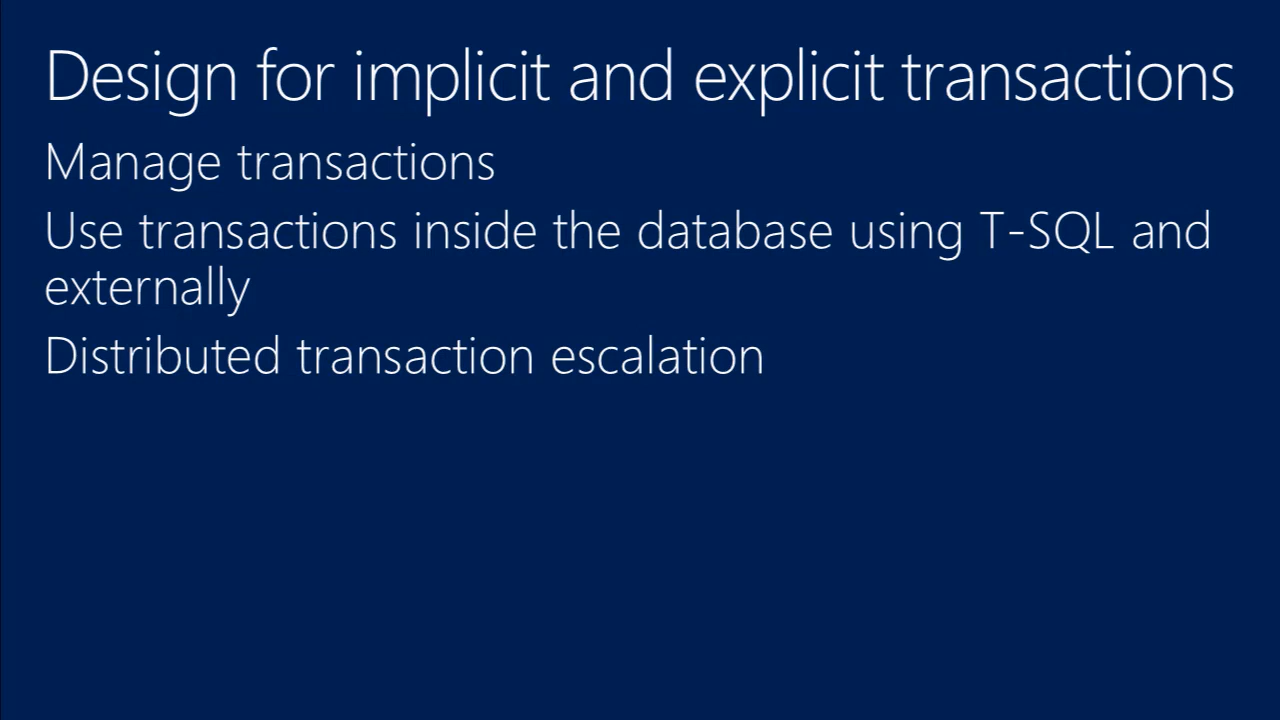 Design for implicit and explicit transactions
Manage transactions
Use transactions inside the database using T-SQL and
externally
Distributed transaction escalation